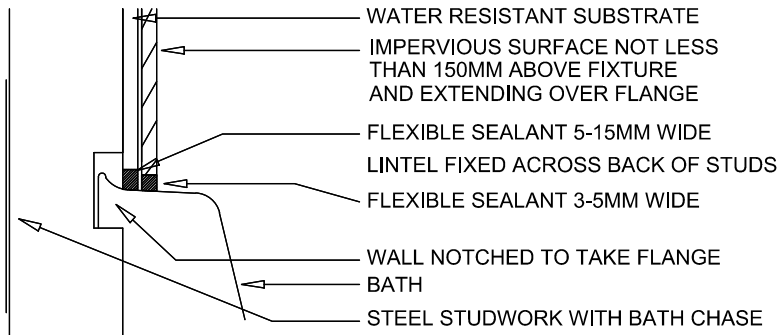 WATER RESISTANT SUBSTRATE
IMPERVIOUS SURFACE NOT LESS
THAN 150MM ABOVE FIXTURE
AND EXTENDING OVER FLANGE
FLEXIBLE SEALANT 5-15MM WIDE
LINTEL FIXED ACROSS BACK OF STUDS
FLEXIBLE SEALANT 3-5MM WIDE
WALL NOTCHED TO TAKE FLANGE
BATH
STEEL STUDWORK WITH BATH CHASE